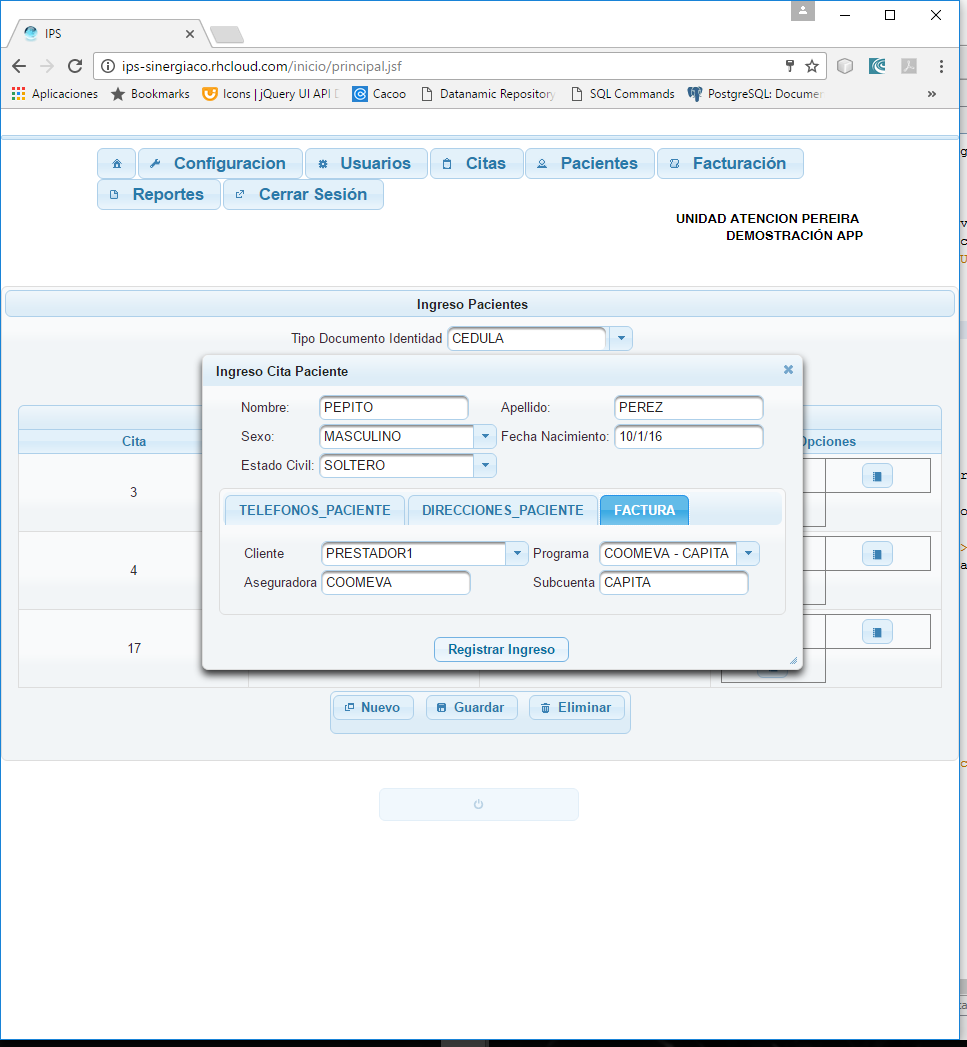 IPS
ips-sinergiaco.rhcloud.com/inicio/principal.jsf
Aplicaciones Bookmarks Icons | jQuery UI API Cacoo Datanamic Repository SQL Commands PostgreSQL: Documen »
Configuracion Usuarios Citas Pacientes Facturación
Reportes Cerrar Sesión
UNIDAD ATENCION PEREIRA
DEMOSTRACIÓN APP
Ingreso Pacientes
Tipo Documento Identidad CEDULA
Ingreso Cita Paciente
Nombre: PEPITO Apellido: PEREZ
Sexo: MASCULINO Fecha Nacimiento: 10/1/16
Estado Civil: SOLTERO
TELEFONOS_PACIENTE DIRECCIONES_PACIENTE FACTURA
Cliente PRESTADOR1 Programa COOMEVA - CAPITA
Aseguradora COOMEVA Subcuenta CAPITA
Registrar Ingreso
Cita Opciones
3
4
17
Nuevo Guardar Eliminar